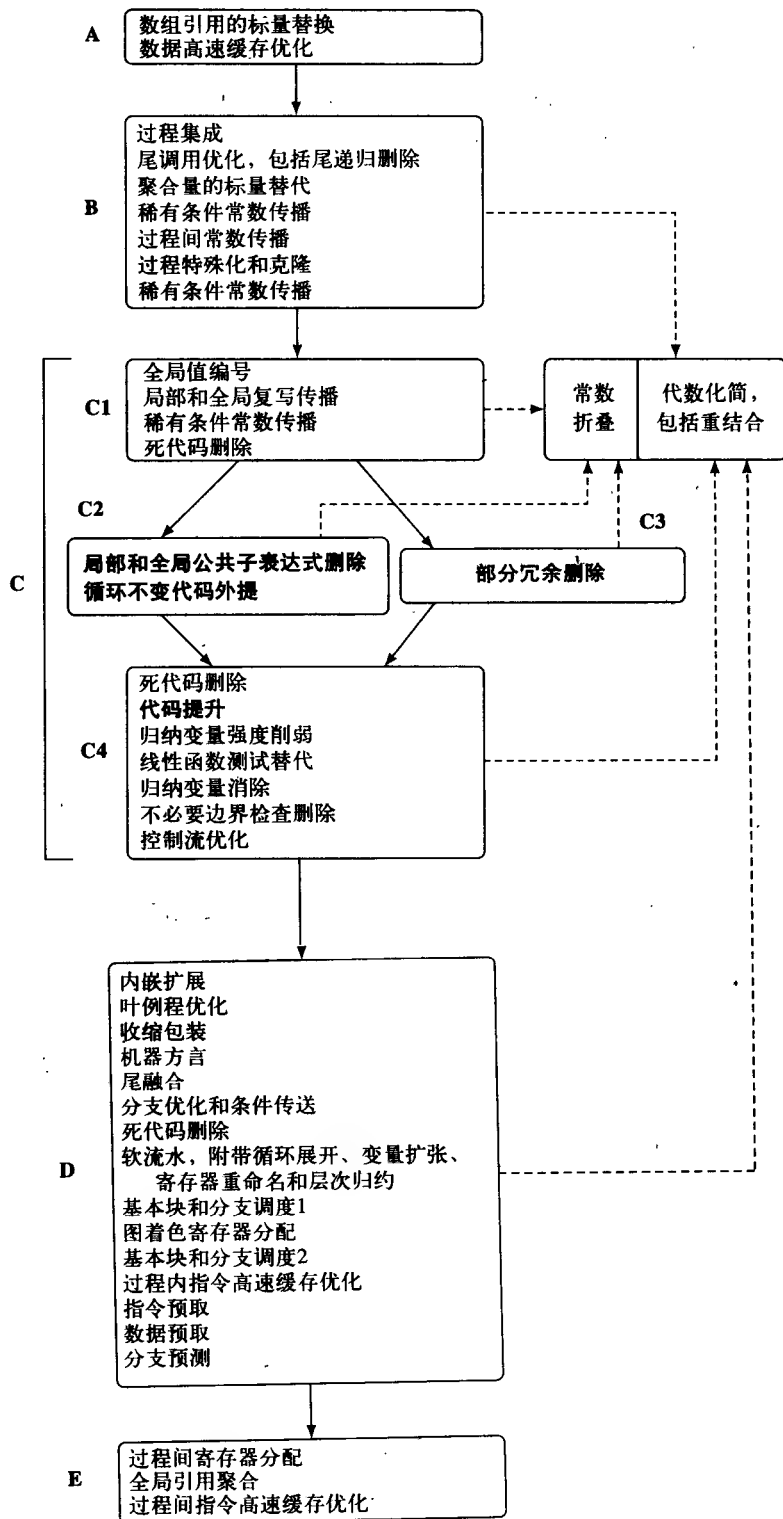 A
数组引用的标量替换
数据高速缓存优化
B
过程集成
尾调用优化，包括尾递归删除
聚合量的标量替代
稀有条件常数传播
过程间常数传播
过程特殊化和克隆
稀有条件常数传播
C
C1
全局值编号
局部和全局复写传播
稀有条件常数传播
死代码删除
常数
折叠
代数化简，
包括重结合
C2
局部和全局公共子表达式删除
循环不变代码外提
C3
部分冗余删除
C4
死代码删除
代码提升
归纳变量强度削弱
线性函数测试替代
归纳变量消除
不必要边界检查删除
控制流优化
D
内嵌扩展
叶例程优化
收缩包装
机器方言
尾融合
分支优化和条件传送
死代码删除
软流水，附带循环展开、变量扩张、
寄存器重命名和层次归约
基本块和分支调度1
图着色寄存器分配
基本块和分支调度2
过程内指令高速缓存优化
指令预取
数据预取
分支预测
E
过程间寄存器分配
全局引用聚合
过程间指令高速缓存优化